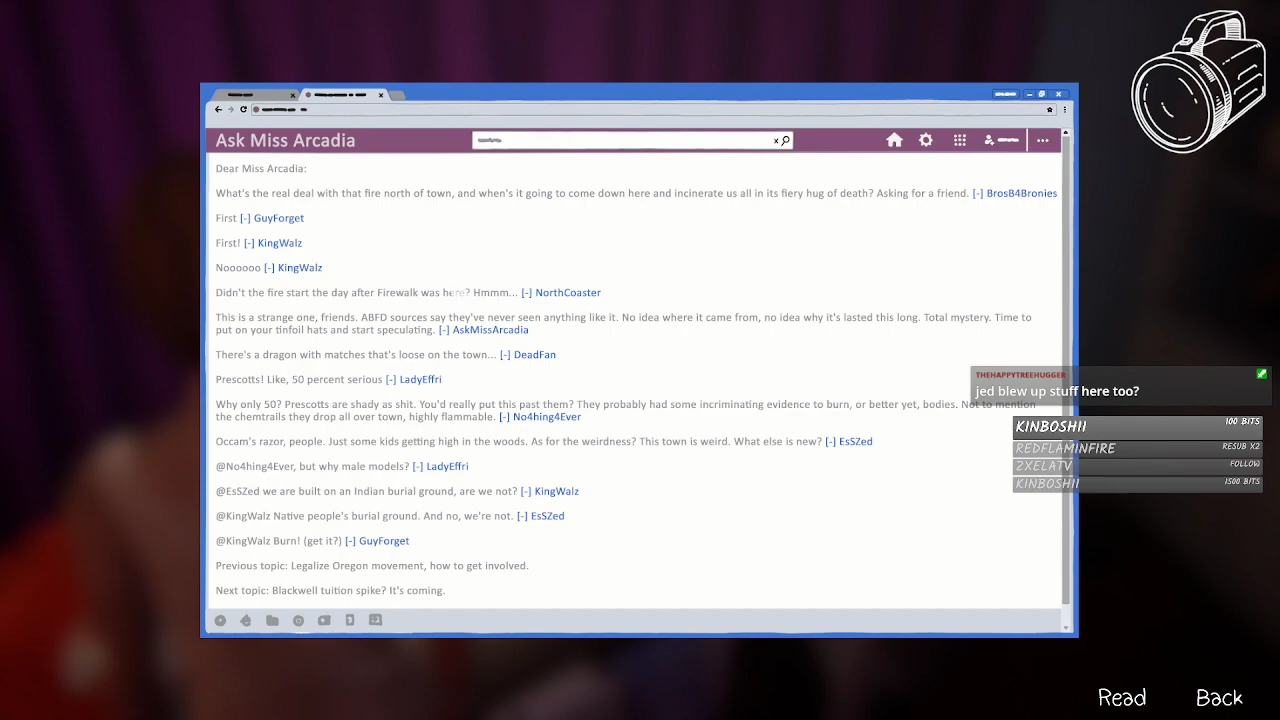 Ask Miss Arcadia
Dear Miss Arcadia:
What's the real deal with that fire north of town, and when's it going to come down here and incinerate us all in its fiery hug of death? Asking for a friend. [-] BrosB4Bronies
First [-] GuyForget
First! [-] KingWalz
Noooooo [-] KingWalz
Didn't the fire start the day after Firewalk was here? Hmmm... [-] NorthCoaster
This is a strange one, friends. ABFD sources say they've never seen anything like it. No idea where it came from, no idea why it's lasted this long. Total mystery. Time to
put on your tinfoil hats and start speculating. [-] AskMissArcadia
There's a dragon with matches that's loose on the town... [-] DeadFan
Prescotts! Like, 50 percent serious [-] LadyEffri
Why only 50? Prescotts are shady as shit. You'd really put this past them? They probably had some incriminating evidence to burn, or better yet, bodies. Not to mention
the chemtrails they drop all over town, highly flammable. [-] No4hing4Ever
Occam's razor, people. Just some kids getting high in the woods. As for the weirdness? This town is weird. What else is new? [-] EsSZed
@No4hing4Ever, but why male models? [-] LadyEffri
@EsSZed we are built on an Indian burial ground, are we not? [-] KingWalz
@KingWalz Native people's burial ground. And no, we're not. [-] EsSZed
@KingWalz Burn! (get it?) [-] GuyForget
Previous topic: Legalize Oregon movement, how to get involved.
Next topic: Blackwell tuition spike? It's coming.
THEHAPPYTREEHUGGER
jed blew up stuff here too?
KINBOSHII 100 BITS
REDFLAMINFIRE RESUB X2
ZXELATV FOLLOW
KINBOSHII 1500 BITS
Read Back